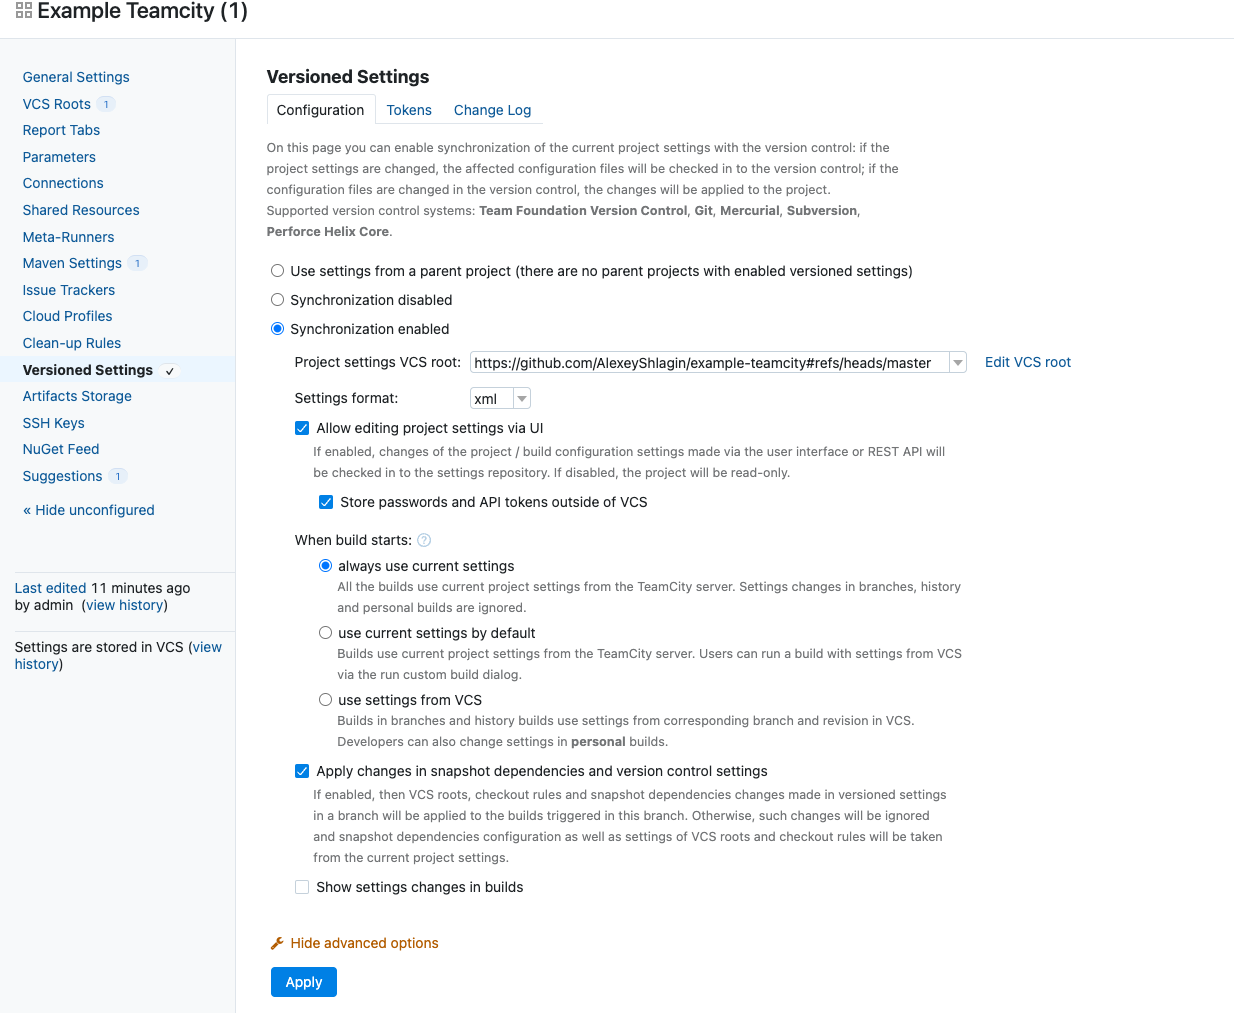 Example Teamcity (1)
General Settings
VCS Roots 1
Report Tabs
Parameters
Connections
Shared Resources
Meta-Runners
Maven Settings 1
Issue Trackers
Cloud Profiles
Clean-up Rules
Versioned Settings
Artifacts Storage
SSH Keys
NuGet Feed
Suggestions 1
« Hide unconfigured
Last edited 11 minutes ago
by admin (view history)
Settings are stored in VCS (view
history)
Versioned Settings
Configuration Tokens Change Log
On this page you can enable synchronization of the current project settings with the version control: if the
project settings are changed, the affected configuration files will be checked in to the version control; if the
configuration files are changed in the version control, the changes will be applied to the project.
Supported version control systems: Team Foundation Version Control, Git, Mercurial, Subversion,
Perforce Helix Core.
Use settings from a parent project (there are no parent projects with enabled versioned settings)
Synchronization disabled
Synchronization enabled
Project settings VCS root: https://github.com/AlexeyShlagin/example-teamcity#refs/heads/master Edit VCS root
Settings format: xml
Allow editing project settings via UI
If enabled, changes of the project / build configuration settings made via the user interface or REST API will
be checked in to the settings repository. If disabled, the project will be read-only.
Store passwords and API tokens outside of VCS
When build starts: ?
always use current settings
All the builds use current project settings from the TeamCity server. Settings changes in branches, history
and personal builds are ignored.
use current settings by default
Builds use current project settings from the TeamCity server. Users can run a build with settings from VCS
via the run custom build dialog.
use settings from VCS
Builds in branches and history builds use settings from corresponding branch and revision in VCS.
Developers can also change settings in personal builds.
Apply changes in snapshot dependencies and version control settings
If enabled, then VCS roots, checkout rules and snapshot dependencies changes made in versioned settings
in a branch will be applied to the builds triggered in this branch. Otherwise, such changes will be ignored
and snapshot dependencies configuration as well as settings of VCS roots and checkout rules will be taken
from the current project settings.
Show settings changes in builds
Hide advanced options
Apply